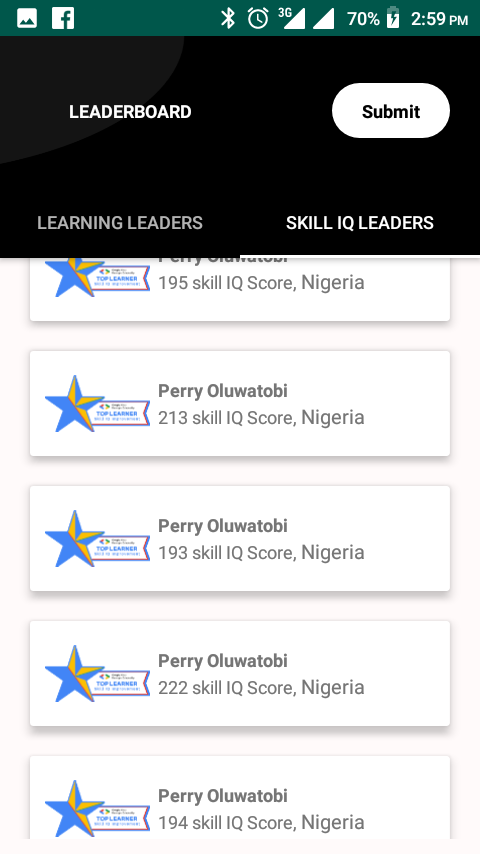 3G
70%
2:59 PM
LEADERBOARD
Submit
LEARNING LEADERS
SKILL IQ LEADERS
Perry Oluwatobi
TOP LEARNER
195 skill IQ Score, Nigeria
Perry Oluwatobi
TOP LEARNER
213 skill IQ Score, Nigeria
Perry Oluwatobi
TOP LEARNER
193 skill IQ Score, Nigeria
Perry Oluwatobi
TOP LEARNER
222 skill IQ Score, Nigeria
Perry Oluwatobi
TOP LEARNER
194 skill IQ Score, Nigeria